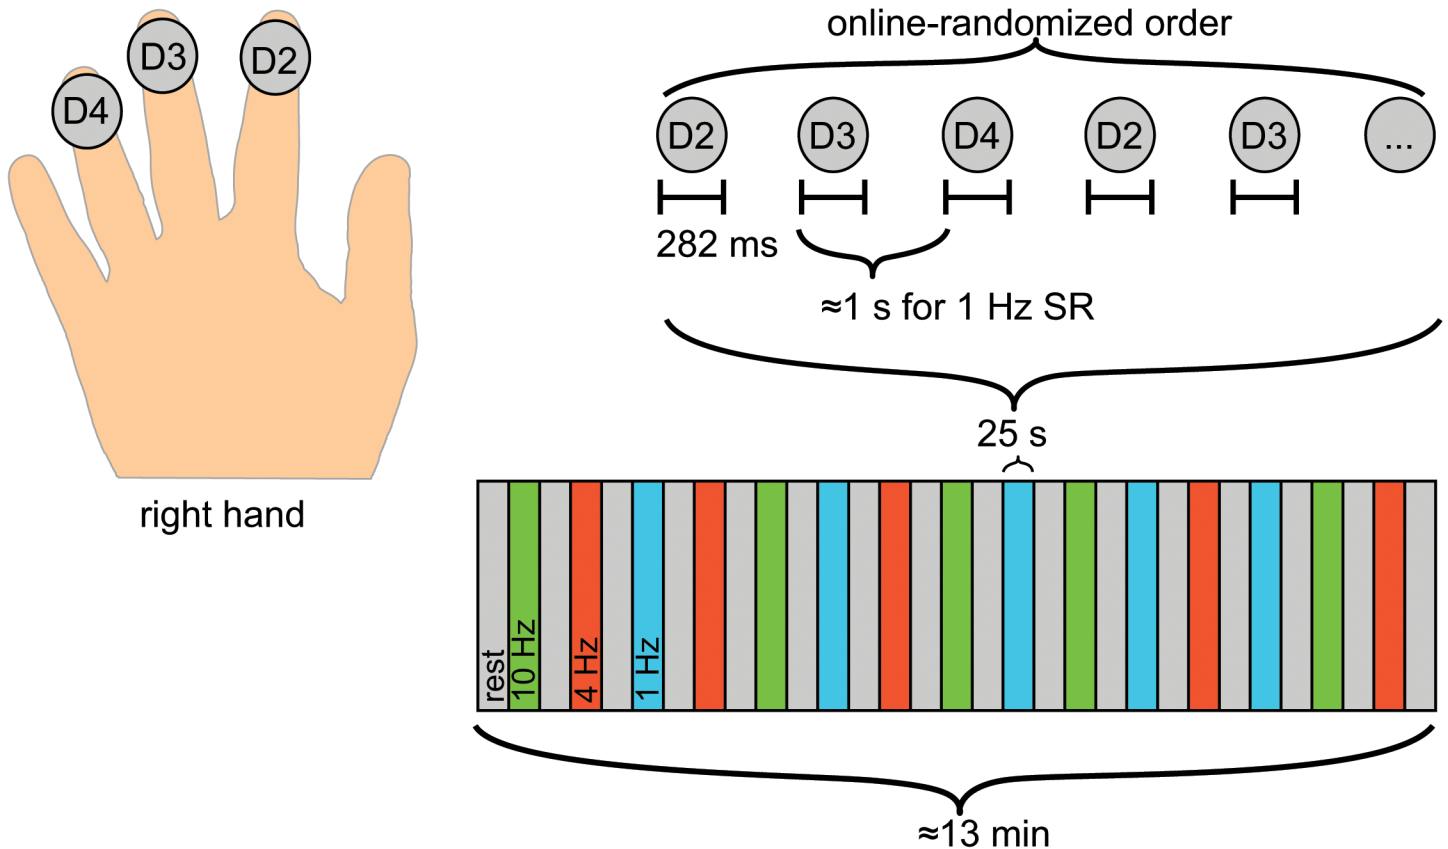 D4
D3
D2
right hand
online-randomized order
D2 D3 D4 D2 D3 ...
282 ms
≈1 s for 1 Hz SR
25 s
rest
10 Hz
4 Hz
1 Hz
≈13 min